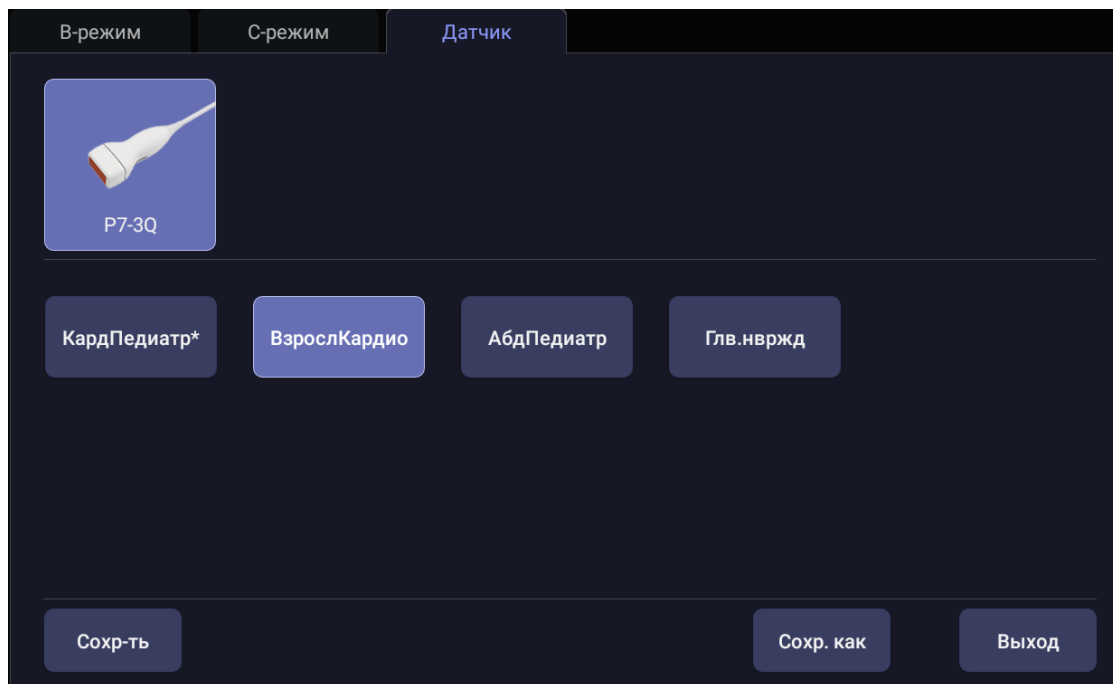 В-режим
С-режим
Датчик
P7-3Q
КардПедиатр*
ВзрослКардио
АбдПедиатр
Глв.нвржд
Сохр-ть
Сохр. как
Выход